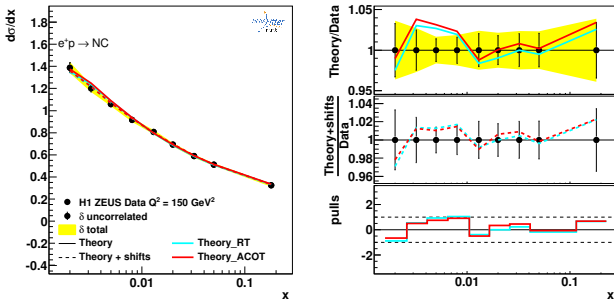 dσ/dx
1.8
1.6
1.4
1.2
1
0.8
0.6
0.4
0.2
0
-0.2
-0.4
e⁺p → NC
H1 ZEUS Data Q² = 150 GeV²
δ uncorrelated
δ total
Theory
Theory + shifts
Theory_RT
Theory_ACOT
0.01
0.1
x
Theory/Data
1.05
1
0.95
Theory+shifts
Data
1.04
1.02
1.00
0.98
0.96
pulls
2
0
-2
0.01
0.1
x